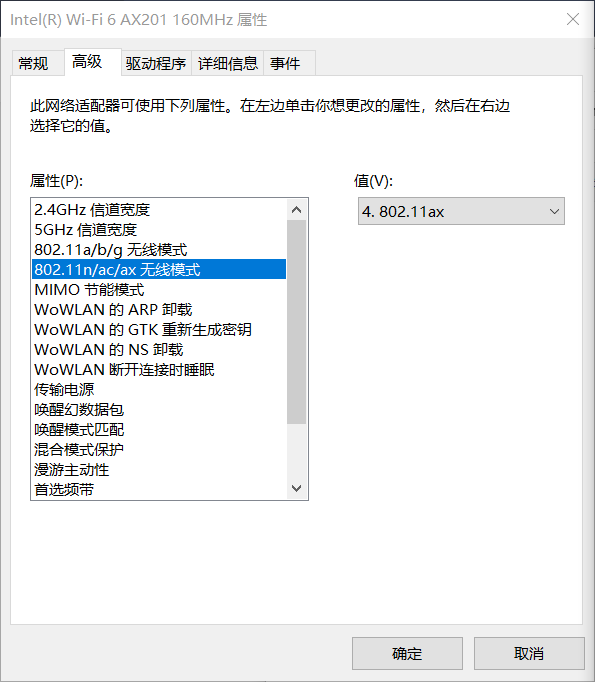 Intel(R) Wi-Fi 6 AX201 160MHz 属性
常规 高级 驱动程序 详细信息 事件
此网络适配器可使用下列属性。在左边单击你想更改的属性，然后在右边
选择它的值。
属性(P): 值(V):
4. 802.11ax
2.4GHz 信道宽度
5GHz 信道宽度
802.11a/b/g 无线模式
802.11n/ac/ax 无线模式
MIMO 节能模式
WoWLAN 的 ARP 卸载
WoWLAN 的 GTK 重新生成密钥
WoWLAN 的 NS 卸载
WoWLAN 断开连接时睡眠
传输电源
唤醒幻数据包
唤醒模式匹配
混合模式保护
漫游主动性
首选频带
确定 取消